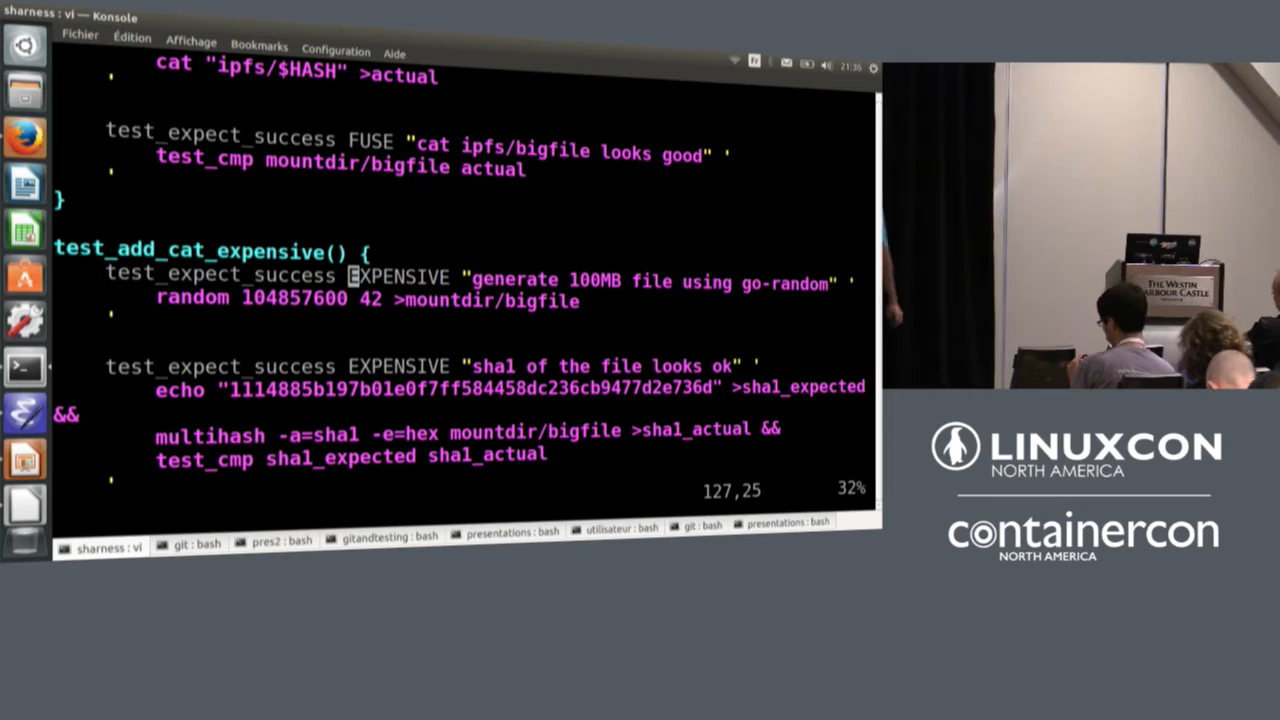 sharness : vi — Konsole
Fichier Édition Affichage Bookmarks Configuration Aide
21:36
cat "ipfs/$HASH" >actual
'
test_expect_success FUSE "cat ipfs/bigfile looks good" '
test_cmp mountdir/bigfile actual
'
}
test_add_cat_expensive() {
test_expect_success EXPENSIVE "generate 100MB file using go-random" '
random 104857600 42 >mountdir/bigfile
'
test_expect_success EXPENSIVE "sha1 of the file looks ok" '
echo "1114885b197b01e0f7ff584458dc236cb9477d2e736d" >sha1_expected
&&
multihash -a=sha1 -e=hex mountdir/bigfile >sha1_actual &&
test_cmp sha1_expected sha1_actual
'
127,25 32%
sharness : vi git : bash pres2 : bash gitandtesting : bash presentations : bash utilisateur : bash git : bash presentations : bash
THE WESTIN
HARBOUR CASTLE
LINUXCON
NORTH AMERICA
containercon
NORTH AMERICA